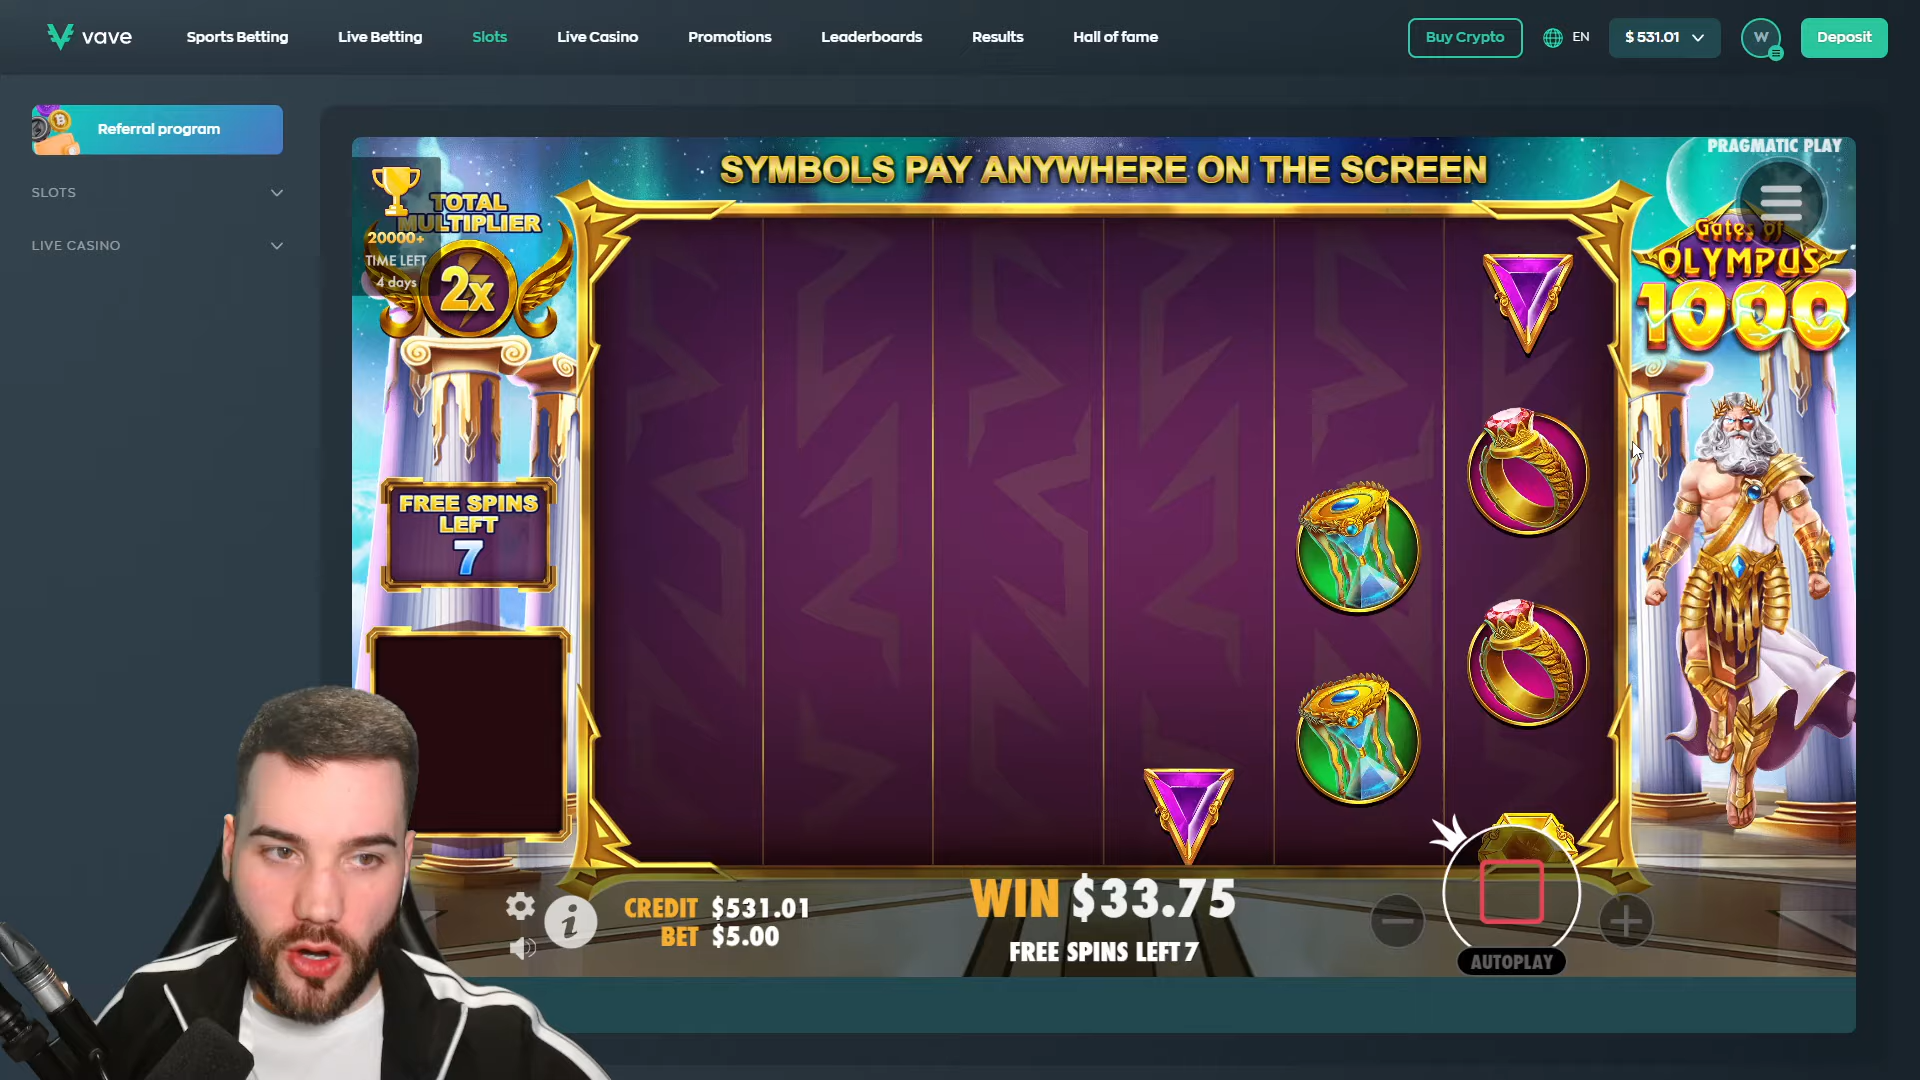 vave
Sports Betting
Live Betting
Slots
Live Casino
Promotions
Leaderboards
Results
Hall of fame
Buy Crypto
EN
$ 531.01
W
Deposit
Referral program
SLOTS
LIVE CASINO
SYMBOLS PAY ANYWHERE ON THE SCREEN
PRAGMATIC PLAY
TOTAL
MULTIPLIER
20000+
TIME LEFT
4 days
2x
Gates of
OLYMPUS
1000
FREE SPINS
LEFT
7
CREDIT $531.01
BET $5.00
WIN $33.75
FREE SPINS LEFT 7
AUTOPLAY